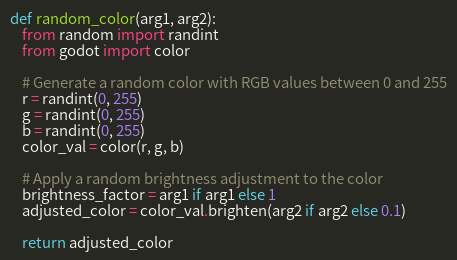 def random_color(arg1, arg2):
from random import randint
from godot import color
# Generate a random color with RGB values between 0 and 255
r = randint(0, 255)
g = randint(0, 255)
b = randint(0, 255)
color_val = color(r, g, b)
# Apply a random brightness adjustment to the color
brightness_factor = arg1 if arg1 else 1
adjusted_color = color_val.brighten(arg2 if arg2 else 0.1)
return adjusted_color